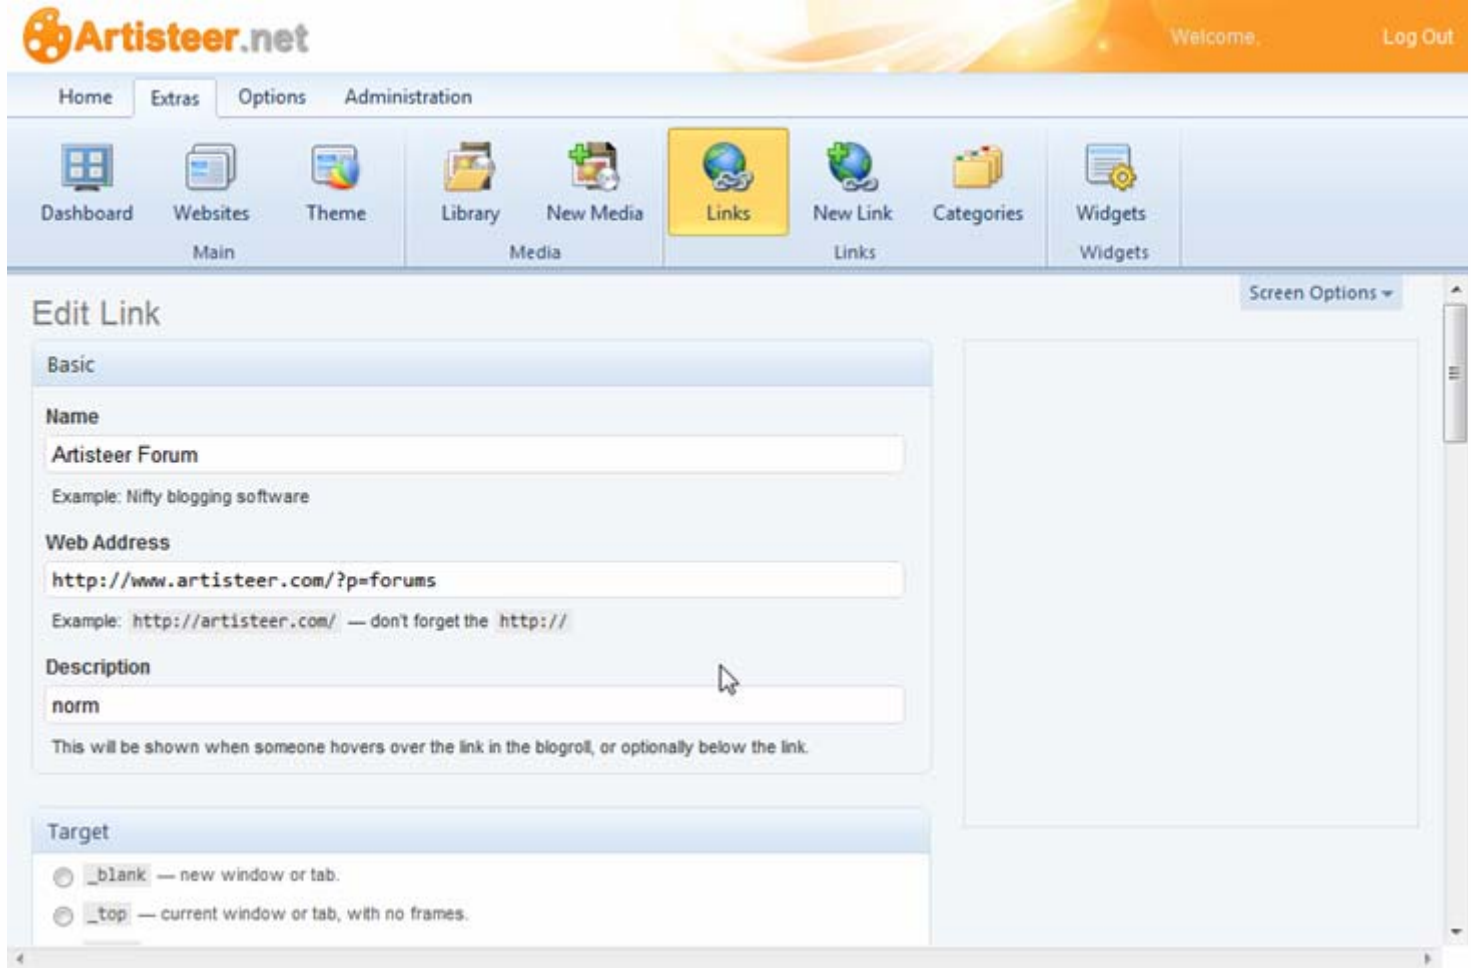 Artisteer.net
Welcome, Log Out
Home Extras Options Administration
Dashboard Websites Theme Library New Media Links New Link Categories Widgets
Main Media Links Widgets
Screen Options
Edit Link
Basic
Name
Artisteer Forum
Example: Nifty blogging software
Web Address
http://www.artisteer.com/?p=forums
Example: http://artisteer.com/ — don't forget the http://
Description
norm
This will be shown when someone hovers over the link in the blogroll, or optionally below the link.
Target
_blank — new window or tab.
_top — current window or tab, with no frames.